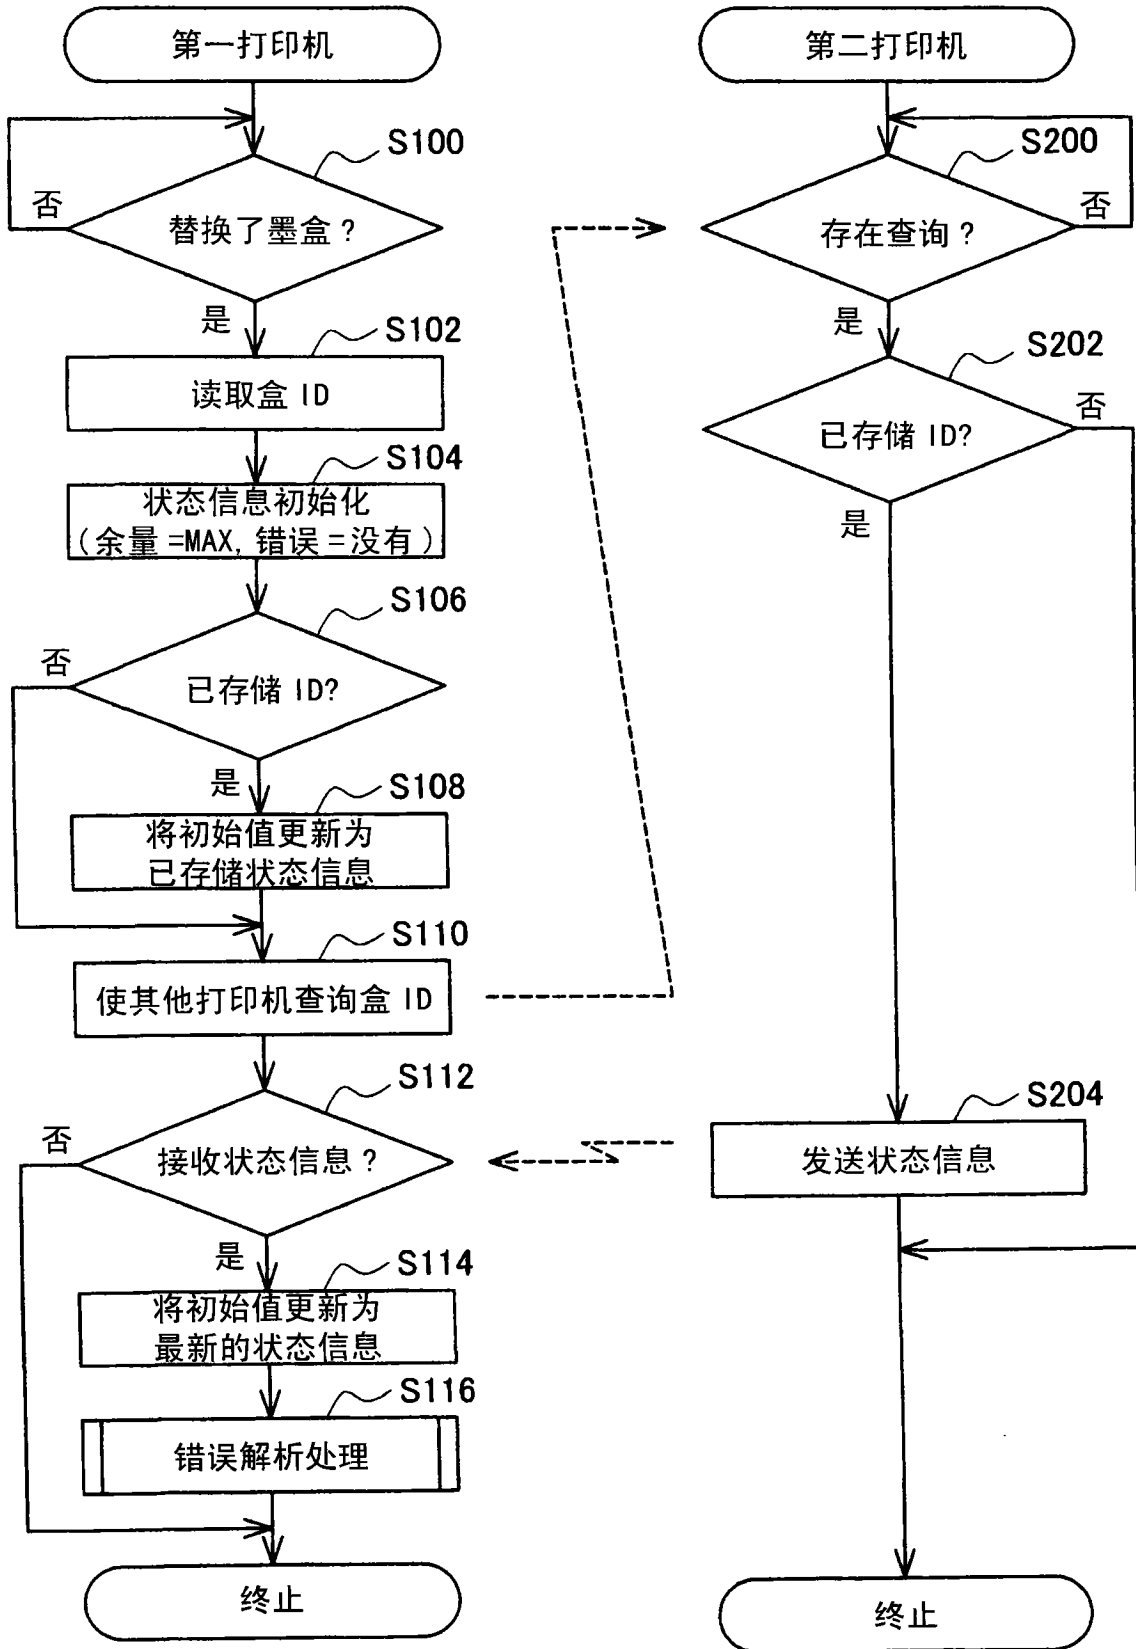 第一打印机
S100
替换了墨盒?
否
是
S102
读取盒 ID
S104
状态信息初始化
(余量=MAX, 错误=没有)
S106
已存储 ID?
否
是
S108
将初始值更新为
已存储状态信息
S110
使其他打印机查询盒 ID
S112
接收状态信息?
否
是
S114
将初始值更新为
最新的状态信息
S116
错误解析处理
终止
第二打印机
S200
存在查询?
否
是
S202
已存储 ID?
否
是
S204
发送状态信息
终止